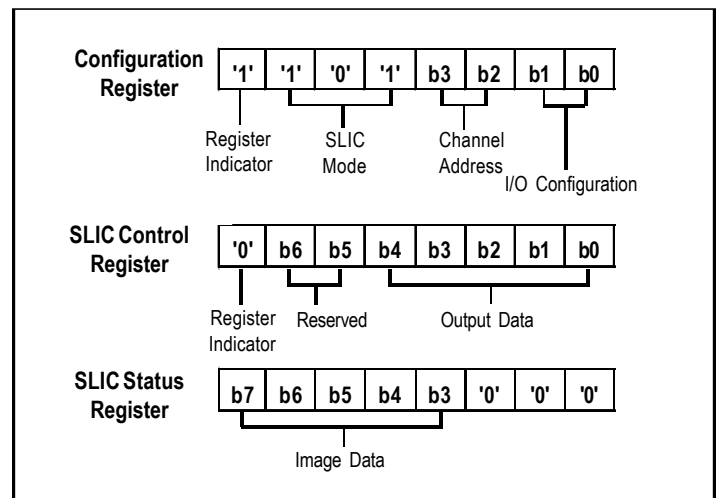 Configuration Register
'1' '1' '0' '1' b3 b2 b1 b0
Register Indicator
SLIC Mode
Channel Address
I/O Configuration
SLIC Control Register
'0' b6 b5 b4 b3 b2 b1 b0
Register Indicator
Reserved
Output Data
SLIC Status Register
b7 b6 b5 b4 b3 '0' '0' '0'
Image Data